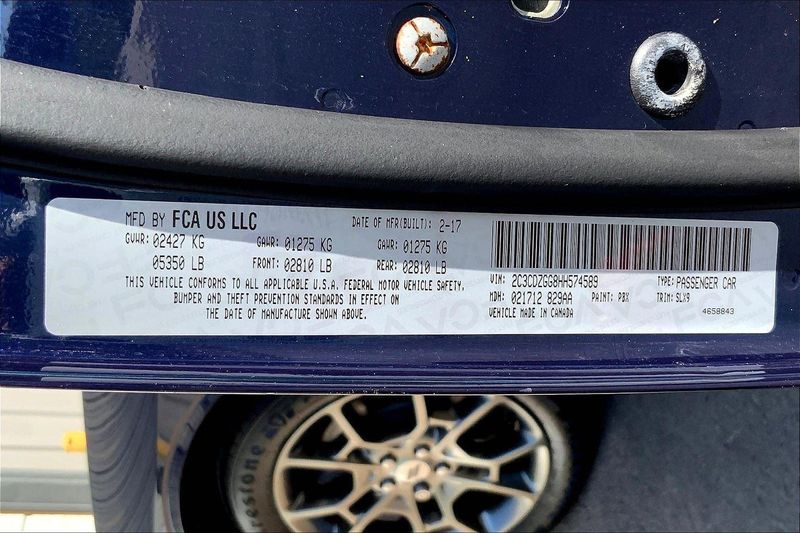 MFD BY FCA US LLC DATE OF MFR(BUILT): 2-17
GVWR: 02427 KG GAWR: 01275 KG GAWR: 01275 KG
05350 LB FRONT: 02810 LB REAR: 02810 LB
THIS VEHICLE CONFORMS TO ALL APPLICABLE U.S.A. FEDERAL MOTOR VEHICLE SAFETY,
BUMPER AND THEFT PREVENTION STANDARDS IN EFFECT ON
THE DATE OF MANUFACTURE SHOWN ABOVE.
VIN: 2C3CDZGG8HH574589 TYPE: PASSENGER CAR
MDH: 021712 829AA PAINT: PBX TRIM: SLX9
VEHICLE MADE IN CANADA 4658843
Firestone